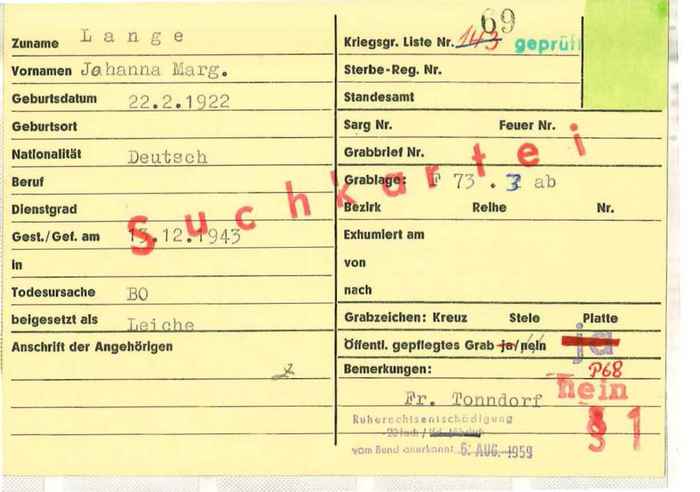 Zuname Lange
Vornamen Johanna Marg.
Geburtsdatum 22.2.1922
Geburtsort
Nationalität Deutsch
Beruf
Dienstgrad
Gest./Gef. am 13.12.1943
in
Todesursache BO
beigesetzt als Leiche
Anschrift der Angehörigen
69
Kriegsgr. Liste Nr. 143 geprüft
Sterbe-Reg. Nr.
Standesamt
Sarg Nr. Feuer Nr.
Grabbrief Nr.
Grablage: F 73 . 3 ab
Bezirk Reihe Nr.
Suchkartei
Exhumiert am
von
nach
Grabzeichen: Kreuz Stele Platte
Öffentl. gepflegtes Grab ja/nein ja
Bemerkungen: P68
nein
Fr. Tonndorf
§ 1
Ruherechtsentschädigung
20fach /
vom Bund anerkannt 6. AUG. 1959